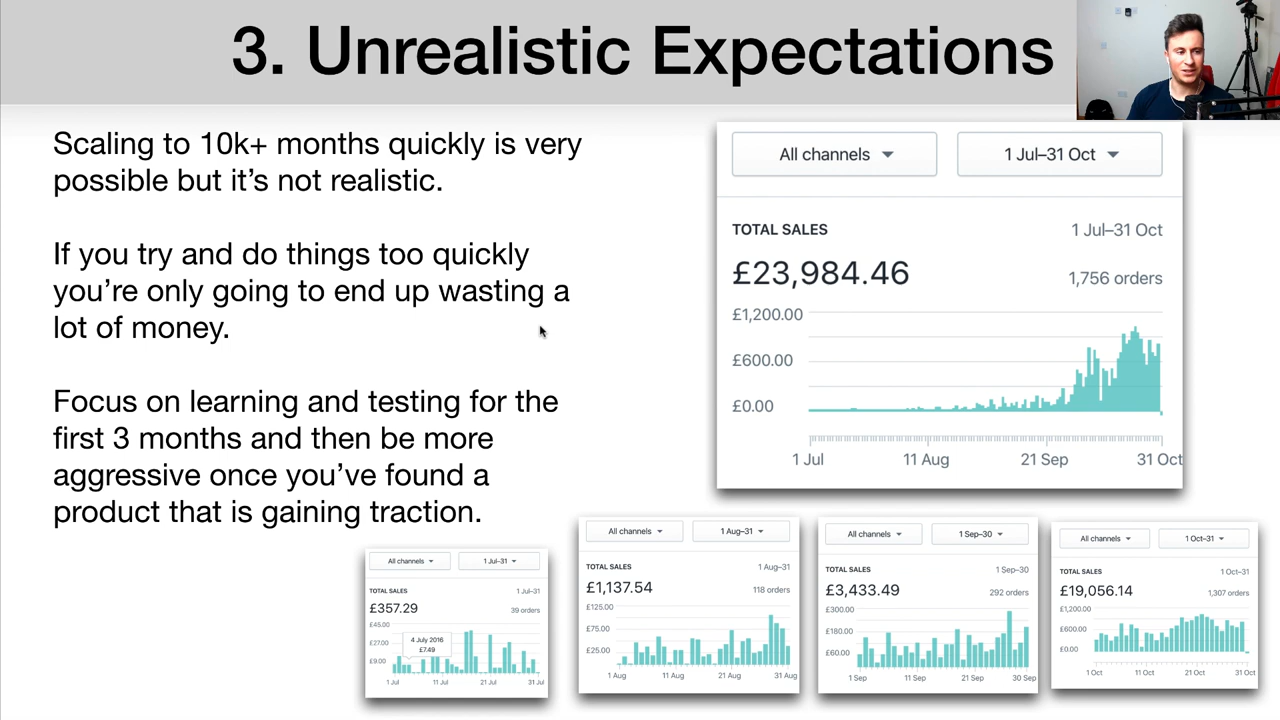 3. Unrealistic Expectations
Scaling to 10k+ months quickly is very
possible but it's not realistic.
If you try and do things too quickly
you're only going to end up wasting a
lot of money.
Focus on learning and testing for the
first 3 months and then be more
aggressive once you've found a
product that is gaining traction.
All channels 1 Jul–31 Oct
TOTAL SALES 1 Jul–31 Oct
£23,984.46 1,756 orders
£1,200.00
£600.00
£0.00
1 Jul 11 Aug 21 Sep 31 Oct
All channels 1 Jul–31
TOTAL SALES 1 Jul–31
£357.29 39 orders
£45.00
4 July 2016
£27.00
£7.49
£9.00
1 Jul 11 Jul 21 Jul 31 Jul
All channels 1 Aug–31
TOTAL SALES 1 Aug–31
£1,137.54 118 orders
£125.00
£75.00
£25.00
1 Aug 11 Aug 21 Aug 31 Aug
All channels 1 Sep–30
TOTAL SALES 1 Sep–30
£3,433.49 292 orders
£300.00
£180.00
£60.00
1 Sep 11 Sep 21 Sep 30 Sep
All channels 1 Oct–31
TOTAL SALES 1 Oct–31
£19,056.14 1,307 orders
£1,200.00
£600.00
£0.00
1 Oct 11 Oct 21 Oct 31 Oct